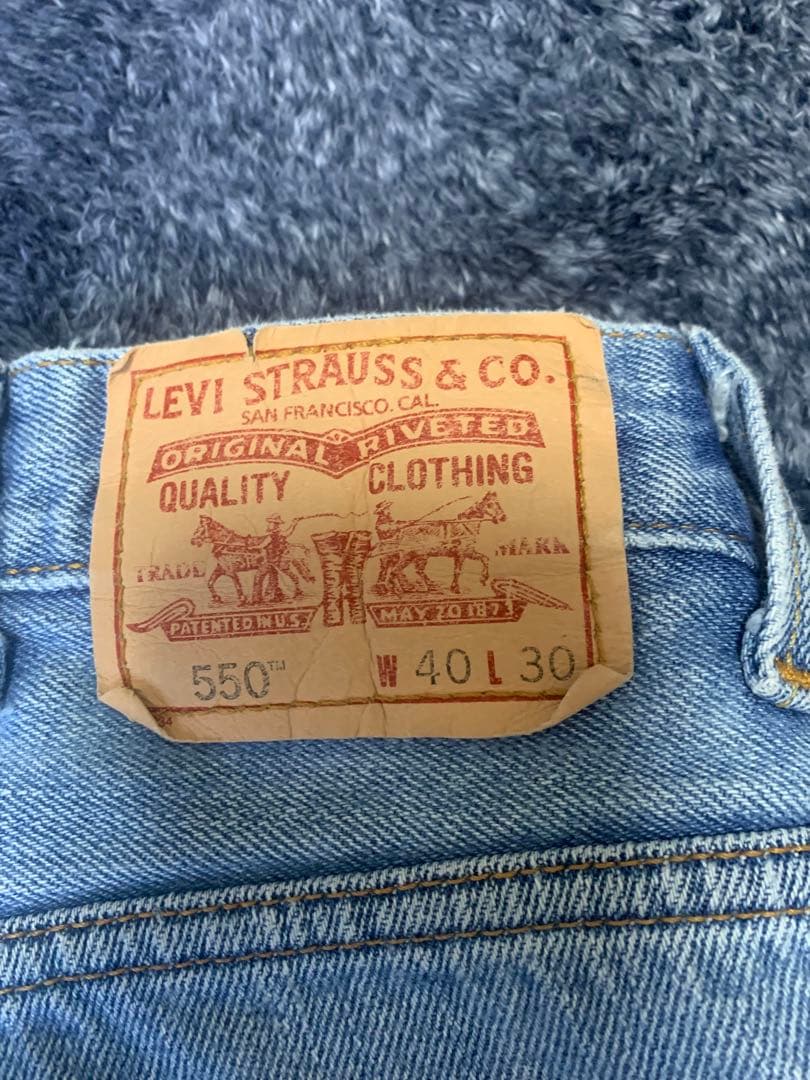 LEVI STRAUSS & CO.
SAN FRANCISCO. CAL.
ORIGINAL RIVETED
QUALITY CLOTHING
TRADE MARK
PATENTED IN U.S. MAY 20 1873
550™ W 40 L 30